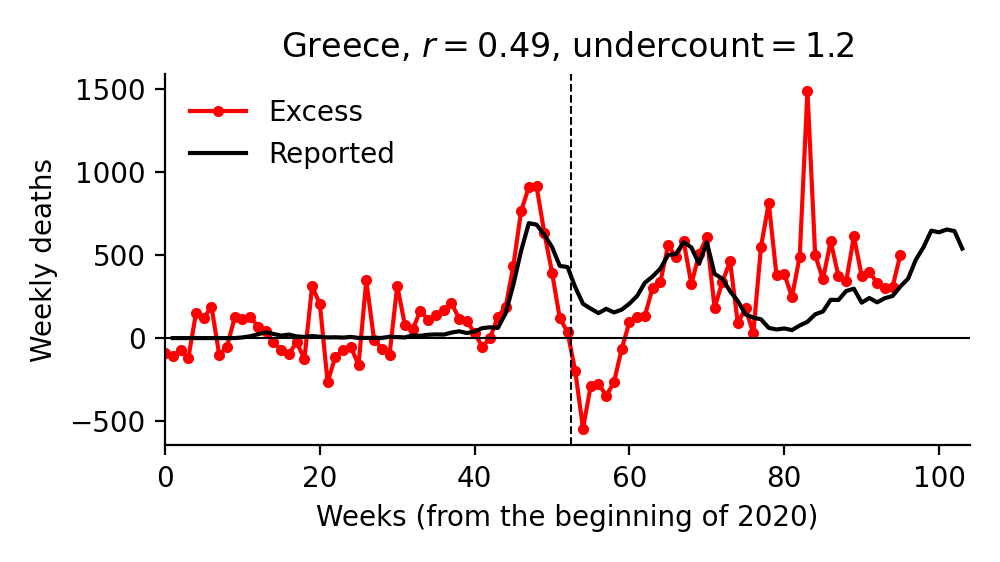 Greece, r = 0.49, undercount = 1.2
Excess
Reported
Weekly deaths
1500
1000
500
0
−500
0 20 40 60 80 100
Weeks (from the beginning of 2020)